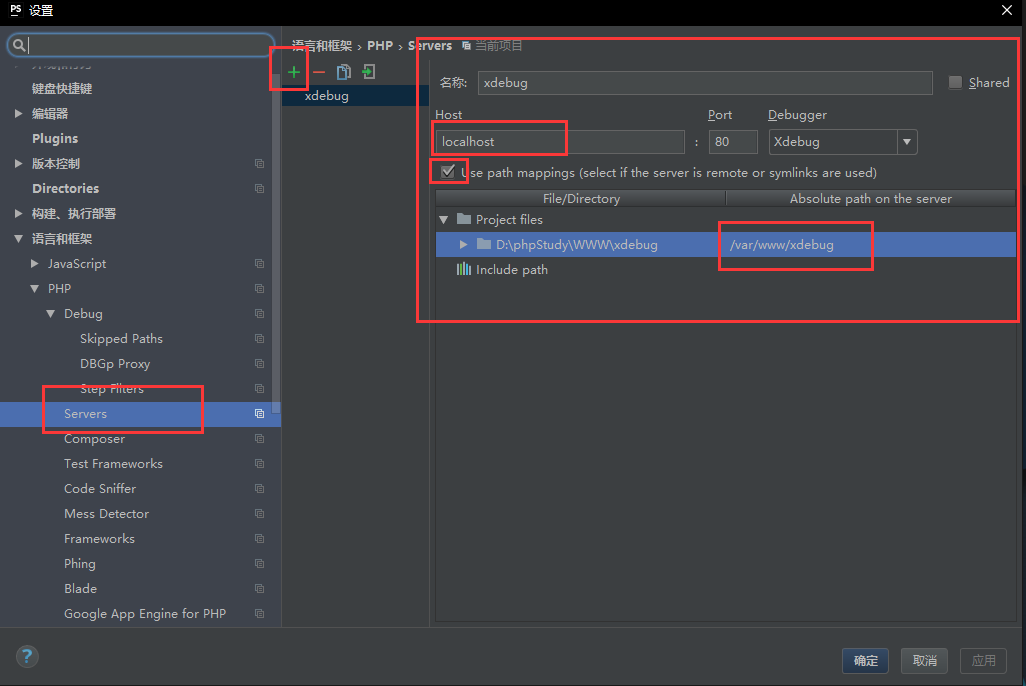 PS 设置
语言和框架 › PHP › Servers 当前项目
键盘快捷键
编辑器
Plugins
版本控制
Directories
构建、执行部署
语言和框架
JavaScript
PHP
Debug
Skipped Paths
DBGp Proxy
Step Filters
Servers
Composer
Test Frameworks
Code Sniffer
Mess Detector
Frameworks
Phing
Blade
Google App Engine for PHP
xdebug
名称: xdebug Shared
Host Port Debugger
localhost : 80 Xdebug
Use path mappings (select if the server is remote or symlinks are used)
File/Directory Absolute path on the server
Project files
D:\phpStudy\WWW\xdebug /var/www/xdebug
Include path
? 确定 取消 应用